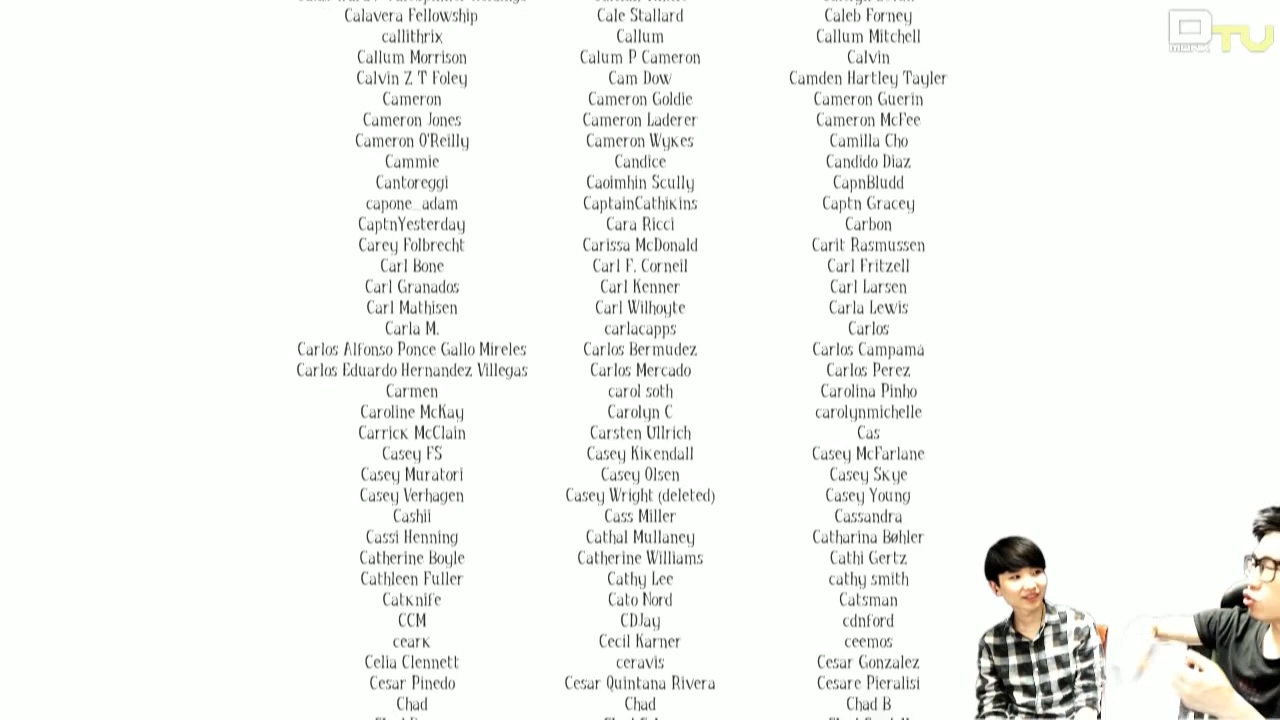 Calavera Fellowship Cale Stallard Caleb Forney
callithrix Callum Callum Mitchell
Callum Morrison Calum P Cameron Calvin
Calvin Z T Foley Cam Dow Camden Hartley Tayler
Cameron Cameron Goldie Cameron Guerin
Cameron Jones Cameron Laderer Cameron McFee
Cameron O'Reilly Cameron Wykes Camilla Cho
Cammie Candice Candido Diaz
Cantoreggi Caoimhin Scully CapnBludd
capone_adam CaptainCathikins Captn Gracey
CaptnYesterday Cara Ricci Carbon
Carey Folbrecht Carissa McDonald Carit Rasmussen
Carl Bone Carl F. Corneil Carl Fritzell
Carl Granados Carl Kenner Carl Larsen
Carl Mathisen Carl Wilhoyte Carla Lewis
Carla M. carlacapps Carlos
Carlos Alfonso Ponce Gallo Mireles Carlos Bermudez Carlos Campamà
Carlos Eduardo Hernandez Villegas Carlos Mercado Carlos Perez
Carmen carol soth Carolina Pinho
Caroline McKay Carolyn C carolynmichelle
Carrick McClain Carsten Ullrich Cas
Casey FS Casey Kikendall Casey McFarlane
Casey Muratori Casey Olsen Casey Skye
Casey Verhagen Casey Wright (deleted) Casey Young
Cashii Cass Miller Cassandra
Cassi Henning Cathal Mullaney Catharina Bøhler
Catherine Boyle Catherine Williams Cathi Gertz
Cathleen Fuller Cathy Lee cathy smith
Catknife Cato Nord Catsman
CCM CDJay cdnford
ceark Cecil Karner ceemos
Celia Clennett ceravis Cesar Gonzalez
Cesar Pinedo Cesar Quintana Rivera Cesare Pieralisi
Chad Chad Chad B
TV